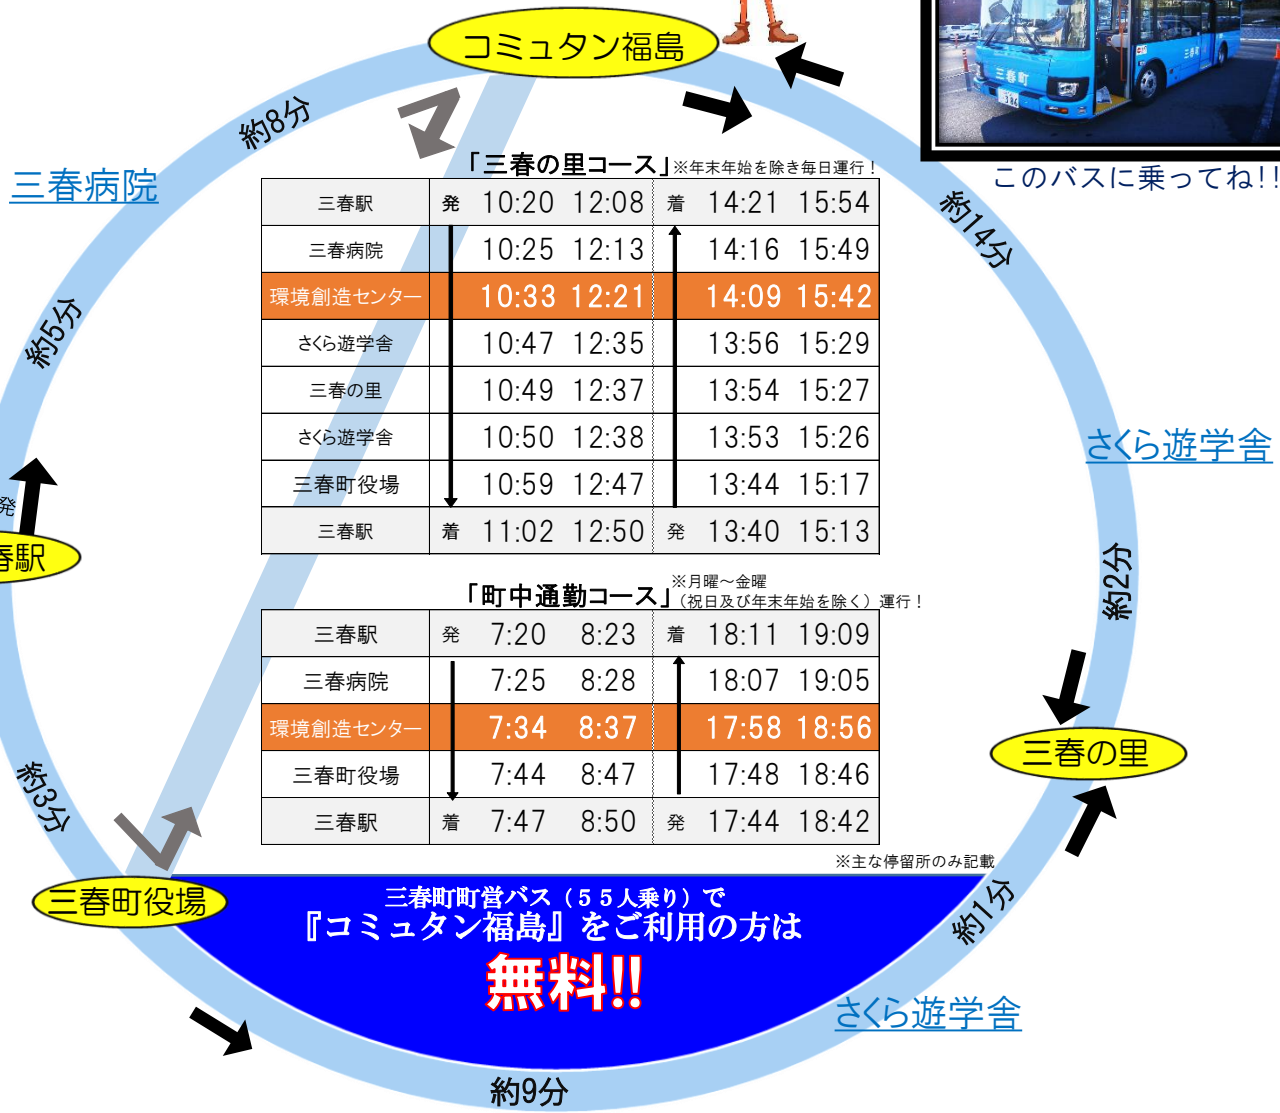 コミュタン福島
三春町
このバスに乗ってね!!
約8分
三春病院
約5分
発
春駅
約3分
三春町役場
約9分
約14分
さくら遊学舎
約2分
三春の里
約1分
さくら遊学舎
「三春の里コース」※年末年始を除き毎日運行！
三春駅 発 10:20 12:08 着 14:21 15:54
三春病院 10:25 12:13 14:16 15:49
環境創造センター 10:33 12:21 14:09 15:42
さくら遊学舎 10:47 12:35 13:56 15:29
三春の里 10:49 12:37 13:54 15:27
さくら遊学舎 10:50 12:38 13:53 15:26
三春町役場 10:59 12:47 13:44 15:17
三春駅 着 11:02 12:50 発 13:40 15:13
※月曜～金曜
「町中通勤コース」（祝日及び年末年始を除く）運行！
三春駅 発 7:20 8:23 着 18:11 19:09
三春病院 7:25 8:28 18:07 19:05
環境創造センター 7:34 8:37 17:58 18:56
三春町役場 7:44 8:47 17:48 18:46
三春駅 着 7:47 8:50 発 17:44 18:42
※主な停留所のみ記載
三春町町営バス（５５人乗り）で
『コミュタン福島』をご利用の方は
無料!!